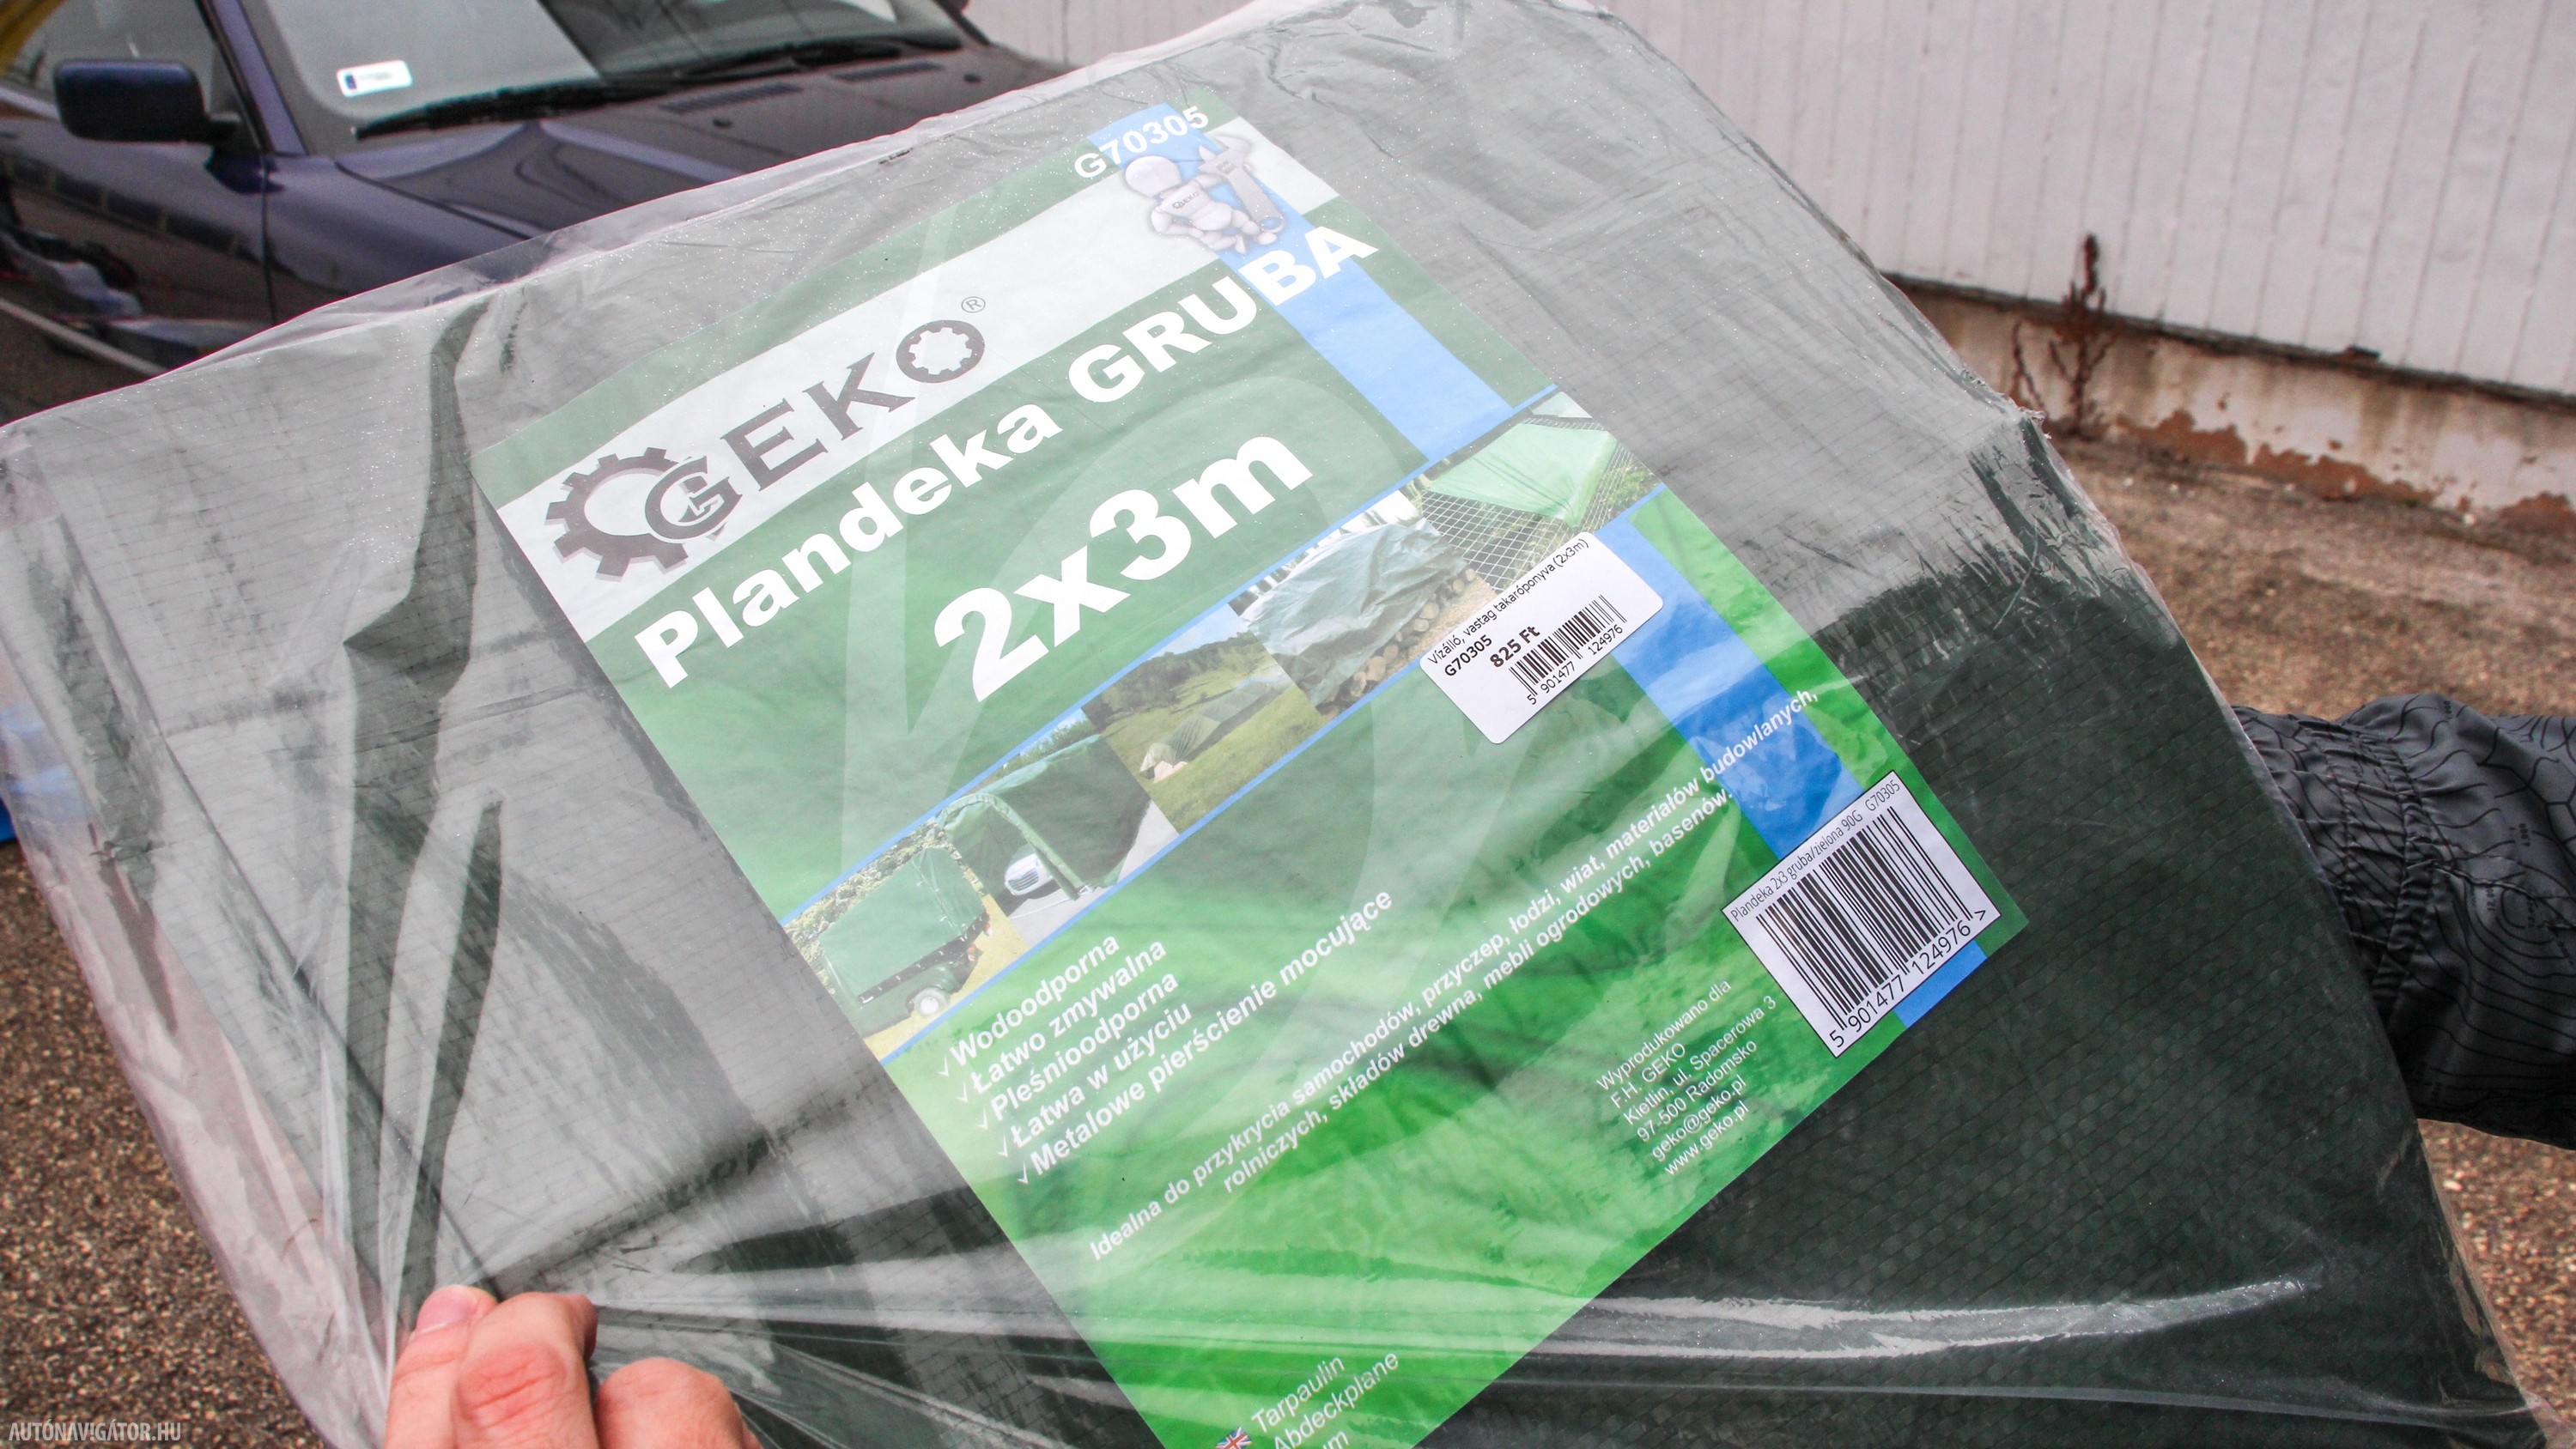 G70305
GEKO®
Plandeka GRUBA
2x3m
Vízálló, vastag takaróponyva (2x3m)
G70305
825 Ft
5 901477 124976
✓Wodoodporna
✓Łatwo zmywalna
✓Pleśnioodporna
✓Łatwa w użyciu
✓Metalowe pierścienie mocujące
Idealna do przykrycia samochodów, przyczep, łodzi, wiat, materiałów budowlanych,
rolniczych, składów drewna, mebli ogrodowych, basenów.
Plandeka 2x3 gruba/zielona 90G G70305
5 901477 124976 >
Wyprodukowano dla
F.H. GEKO
Kietlin, ul. Spacerowa 3
97-500 Radomsko
geko@geko.pl
www.geko.pl
Tarpaulin
Abdeckplane
AUTÓNAVIGÁTOR.HU